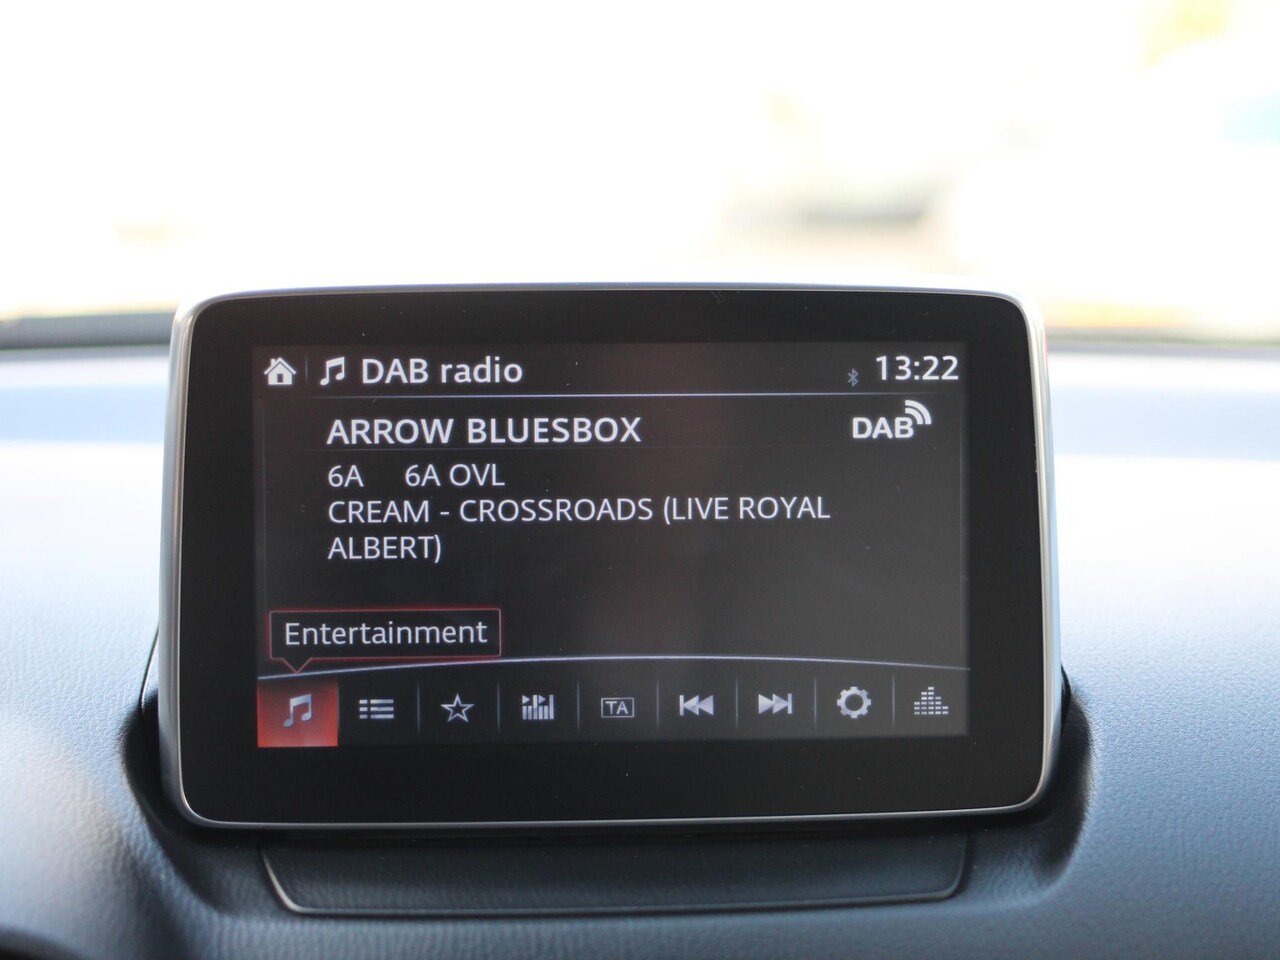 DAB radio 13:22
ARROW BLUESBOX DAB
6A 6A OVL
CREAM - CROSSROADS (LIVE ROYAL
ALBERT)
Entertainment
TA